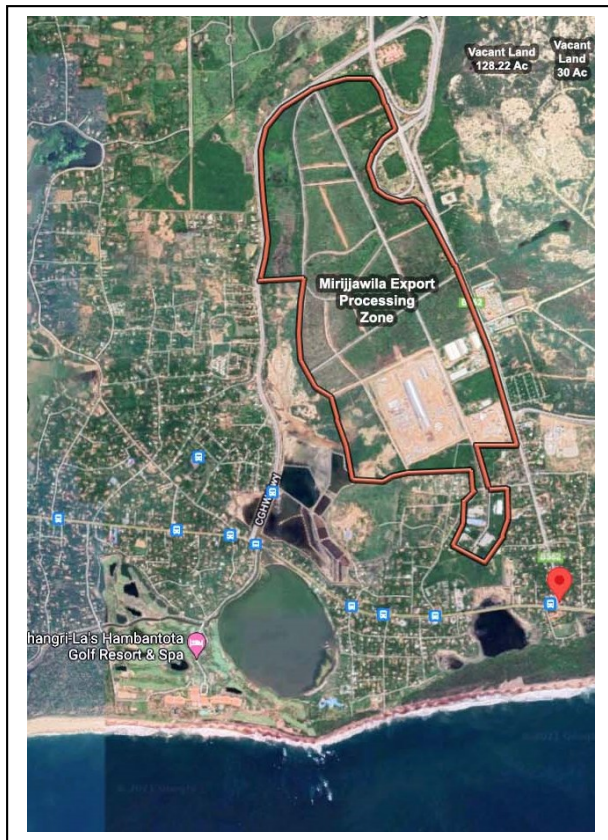 Vacant Land
128.22 Ac
Vacant
Land
30 Ac
Mirijjawila Export
Processing
Zone
hangri-La's Hambantota
Golf Resort & Spa